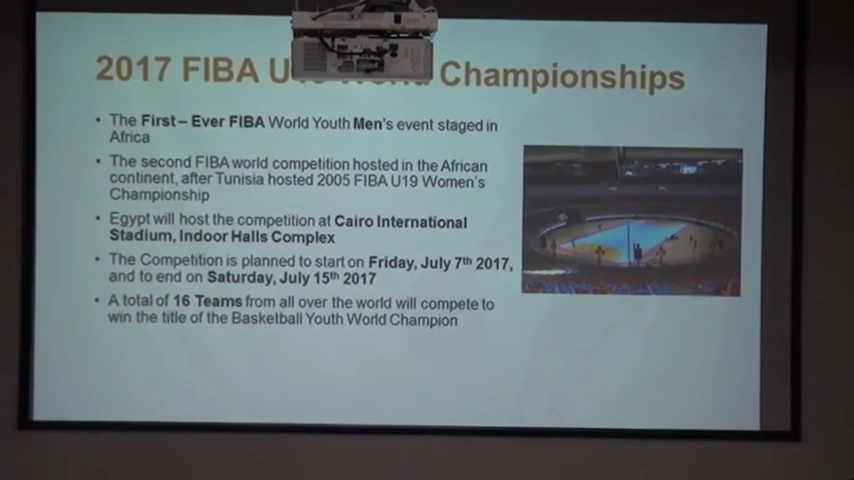 2017 FIBA Championships
• The First – Ever FIBA World Youth Men's event staged in
Africa
• The second FIBA world competition hosted in the African
continent, after Tunisia hosted 2005 FIBA U19 Women's
Championship
• Egypt will host the competition at Cairo International
Stadium, Indoor Halls Complex
• The Competition is planned to start on Friday, July 7th 2017,
and to end on Saturday, July 15th 2017
• A total of 16 Teams from all over the world will compete to
win the title of the Basketball Youth World Champion